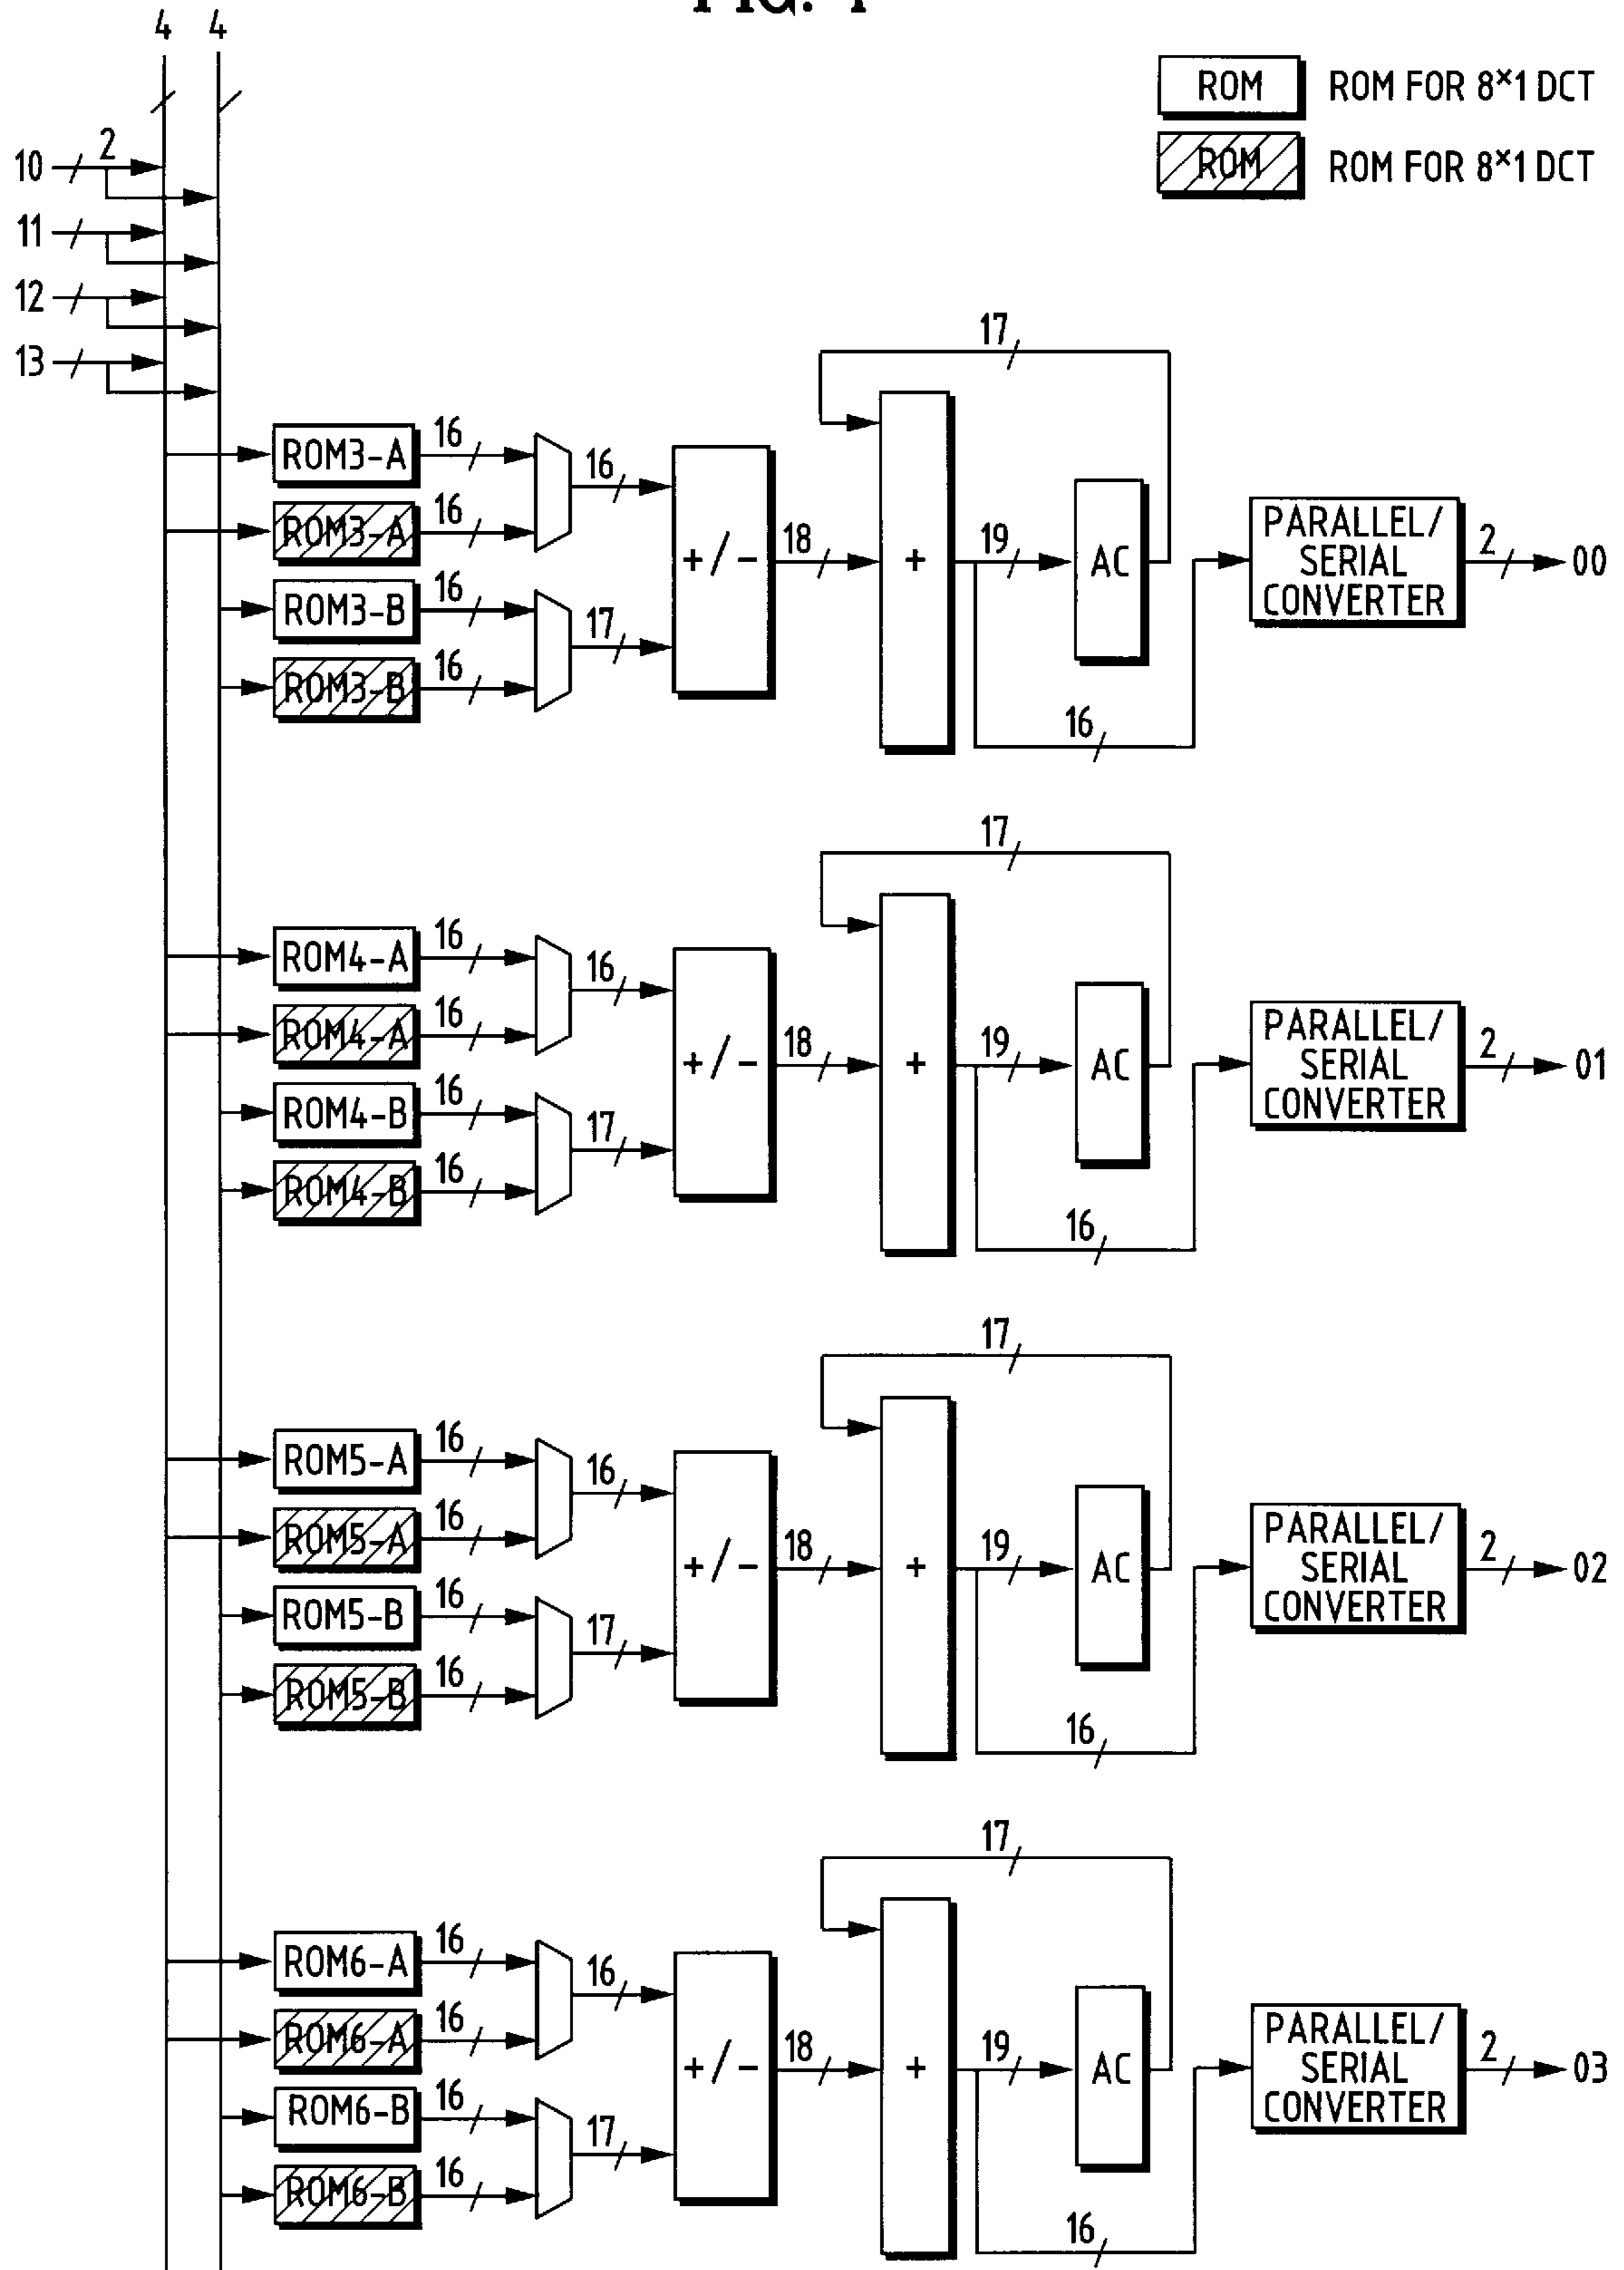 FIG. 1
4 4
ROM ROM FOR 8×1 DCT
ROM ROM FOR 8×1 DCT
10 2
11
12
13
17
ROM3-A 16
16
ROM3-A 16
+/- 18 + 19 AC PARALLEL/
SERIAL
CONVERTER 2 00
ROM3-B 16
17
ROM3-B 16
16
17
ROM4-A 16
16
ROM4-A 16
+/- 18 + 19 AC PARALLEL/
SERIAL
CONVERTER 2 01
ROM4-B 16
17
ROM4-B 16
16
17
ROM5-A 16
16
ROM5-A 16
+/- 18 + 19 AC PARALLEL/
SERIAL
CONVERTER 2 02
ROM5-B 16
17
ROM5-B 16
16
17
ROM6-A 16
16
ROM6-A 16
+/- 18 + 19 AC PARALLEL/
SERIAL
CONVERTER 2 03
ROM6-B 16
17
ROM6-B 16
16